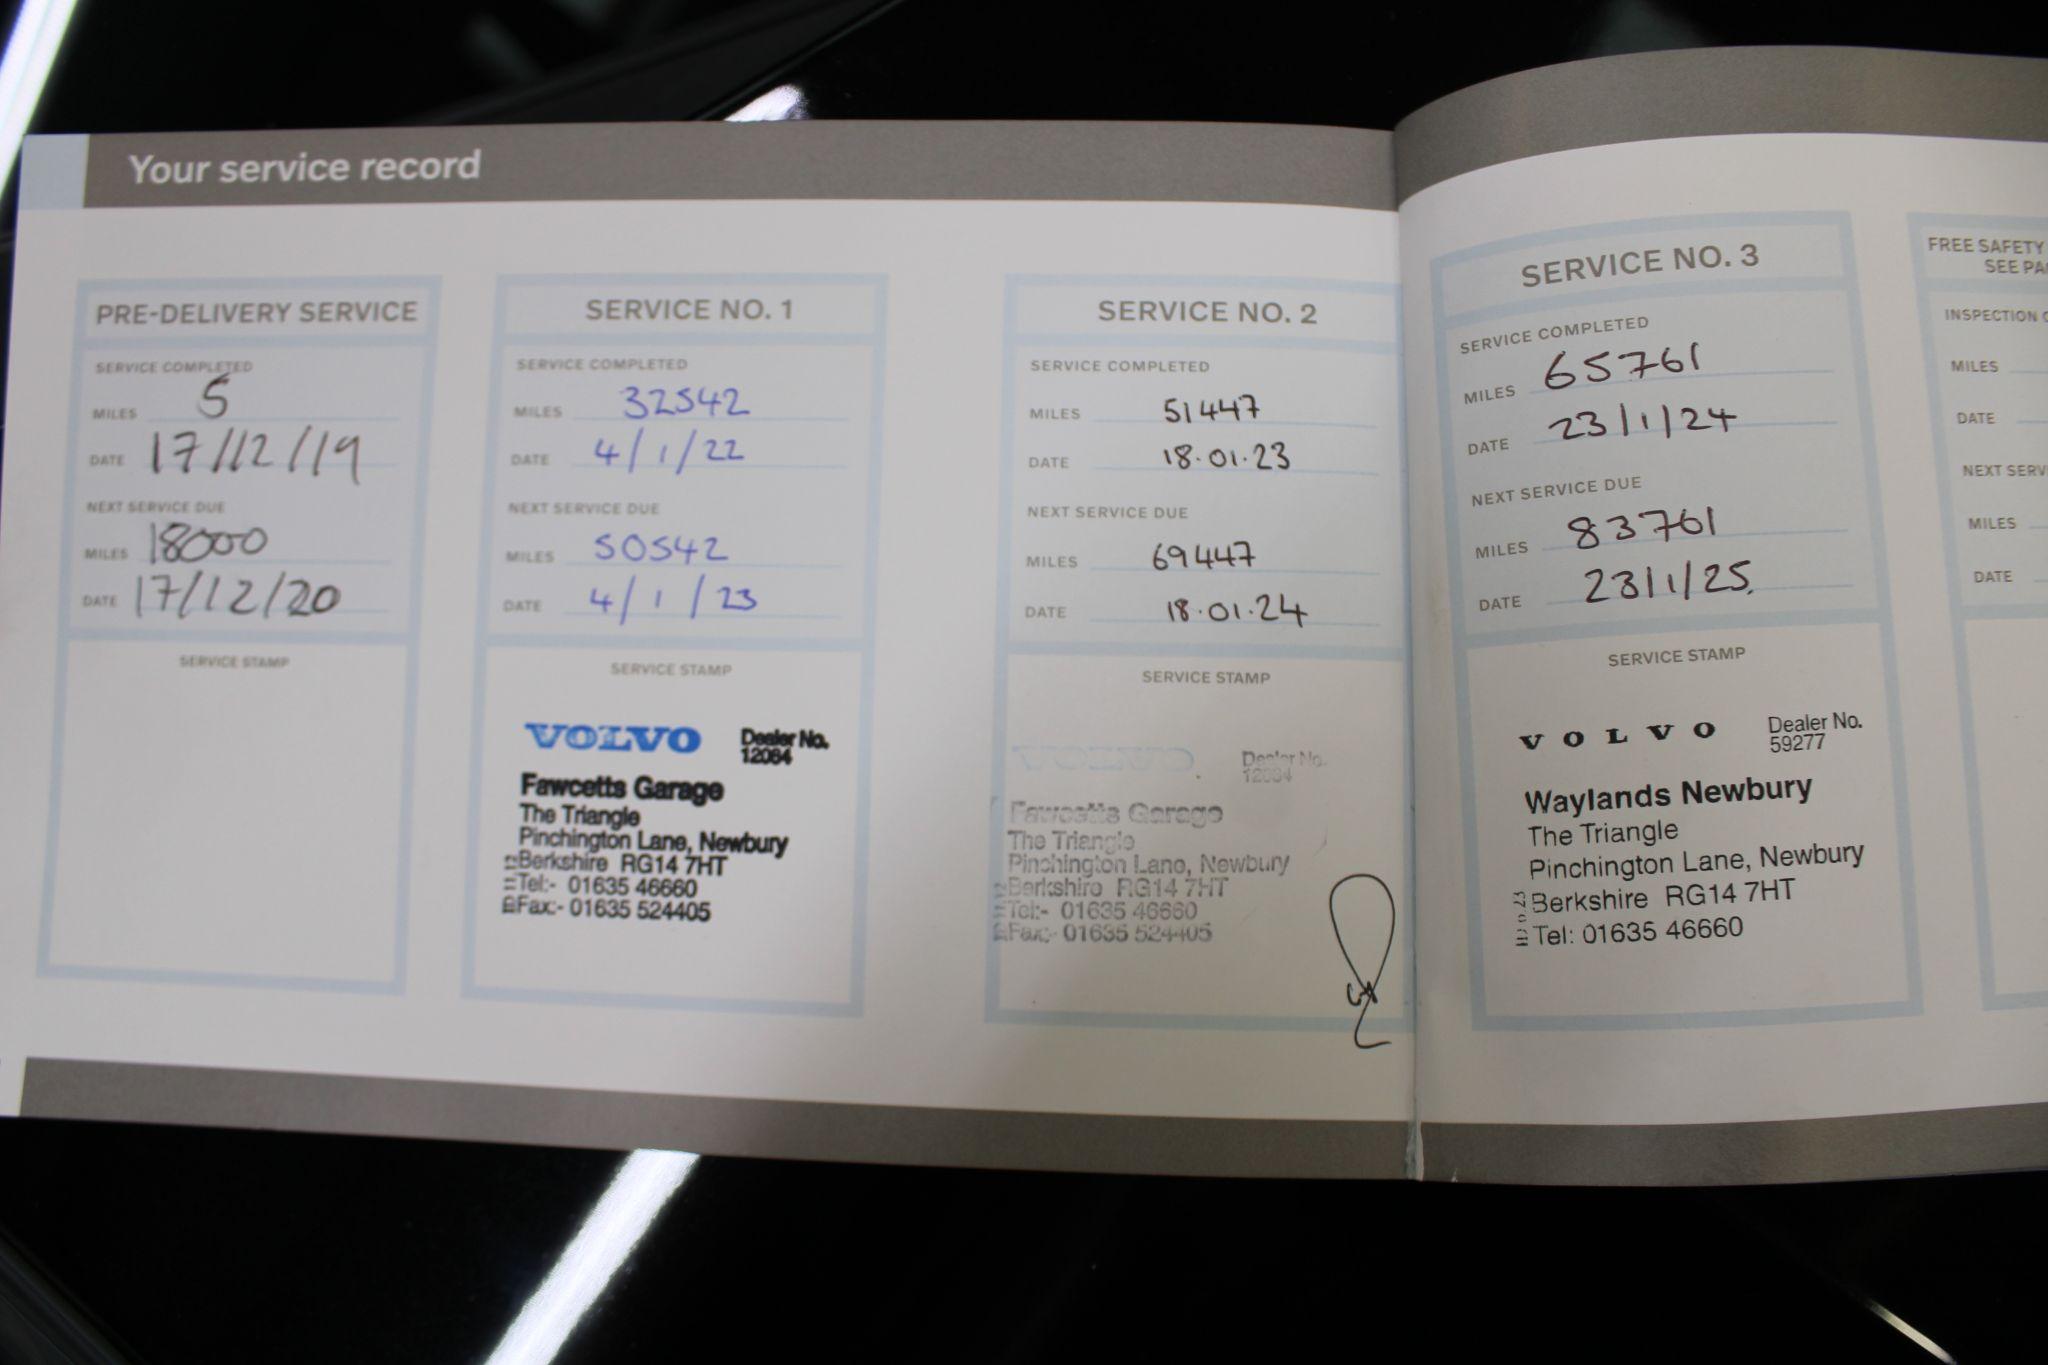 Your service record
PRE-DELIVERY SERVICE
SERVICE COMPLETED
MILES 5
DATE 17/12/19
NEXT SERVICE DUE
MILES 18000
DATE 17/12/20
SERVICE STAMP
SERVICE NO. 1
SERVICE COMPLETED
MILES 32542
DATE 4/1/22
NEXT SERVICE DUE
MILES 50542
DATE 4/1/23
SERVICE STAMP
VOLVO
Dealer No.
12084
Fawcetts Garage
The Triangle
Pinchington Lane, Newbury
Berkshire RG14 7HT
Tel:- 01635 46660
Fax:- 01635 524405
SERVICE NO. 2
SERVICE COMPLETED
MILES 51447
DATE 18.01.23
NEXT SERVICE DUE
MILES 69447
DATE 18.01.24
SERVICE STAMP
VOLVO
Dealer No.
12084
Fawcetts Garage
The Triangle
Pinchington Lane, Newbury
Berkshire RG14 7HT
Tel:- 01635 46660
Fax:- 01635 524405
SERVICE NO. 3
SERVICE COMPLETED
MILES 65761
DATE 23/1/24
NEXT SERVICE DUE
MILES 83761
DATE 23/1/25.
SERVICE STAMP
VOLVO
Dealer No.
59277
Waylands Newbury
The Triangle
Pinchington Lane, Newbury
Berkshire RG14 7HT
Tel: 01635 46660
FREE SAFETY
SEE
INSPECTION
MILES
DATE
NEXT
MILES
DATE